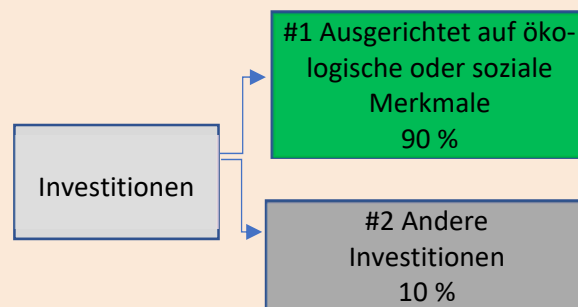 #1 Ausgerichtet auf öko-
logische oder soziale
Merkmale
90 %
Investitionen
#2 Andere
Investitionen
10 %